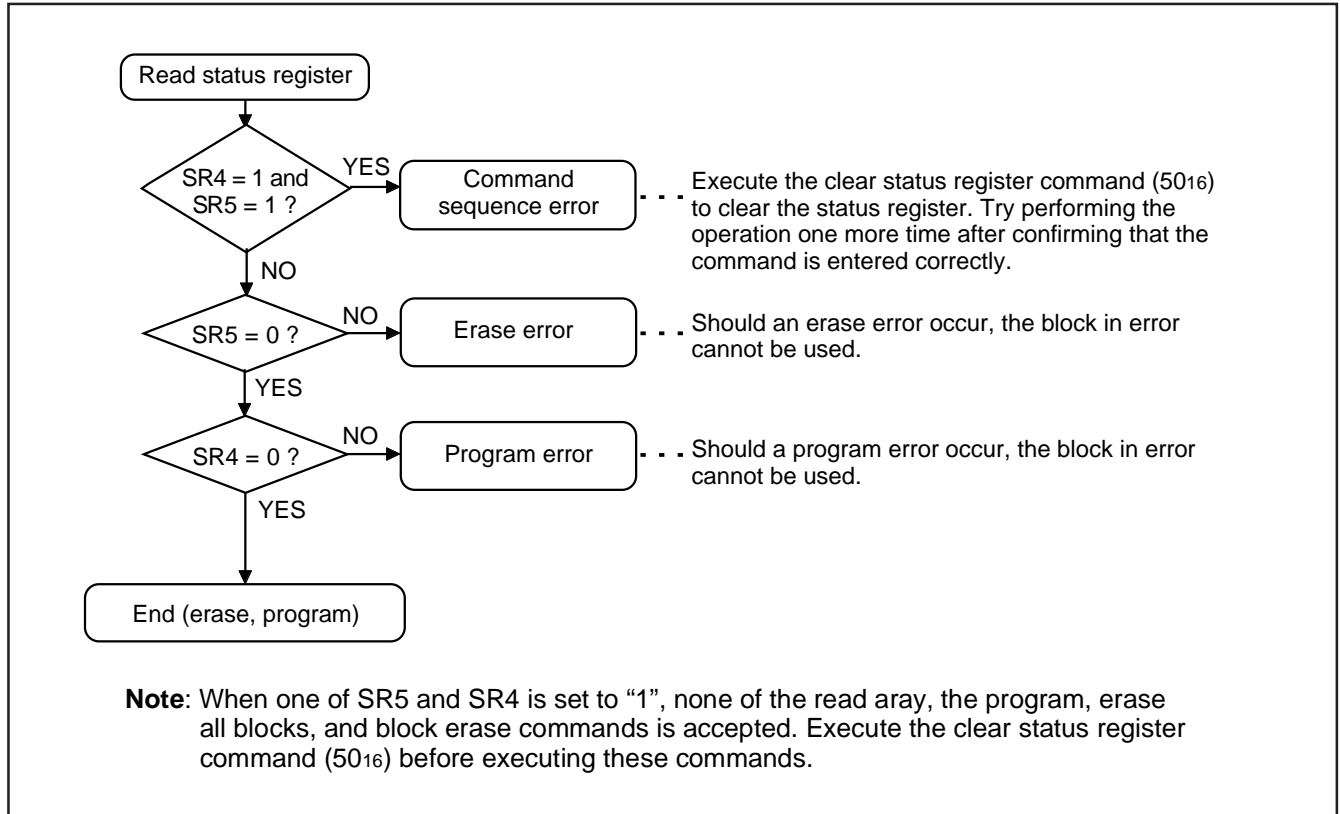 Read status register
SR4 = 1 and
SR5 = 1 ?
YES
Command
sequence error
Execute the clear status register command (5016)
to clear the status register. Try performing the
operation one more time after confirming that the
command is entered correctly.
NO
SR5 = 0 ?
NO
Erase error
Should an erase error occur, the block in error
cannot be used.
YES
SR4 = 0 ?
NO
Program error
Should a program error occur, the block in error
cannot be used.
YES
End (erase, program)
Note: When one of SR5 and SR4 is set to “1”, none of the read aray, the program, erase
all blocks, and block erase commands is accepted. Execute the clear status register
command (5016) before executing these commands.